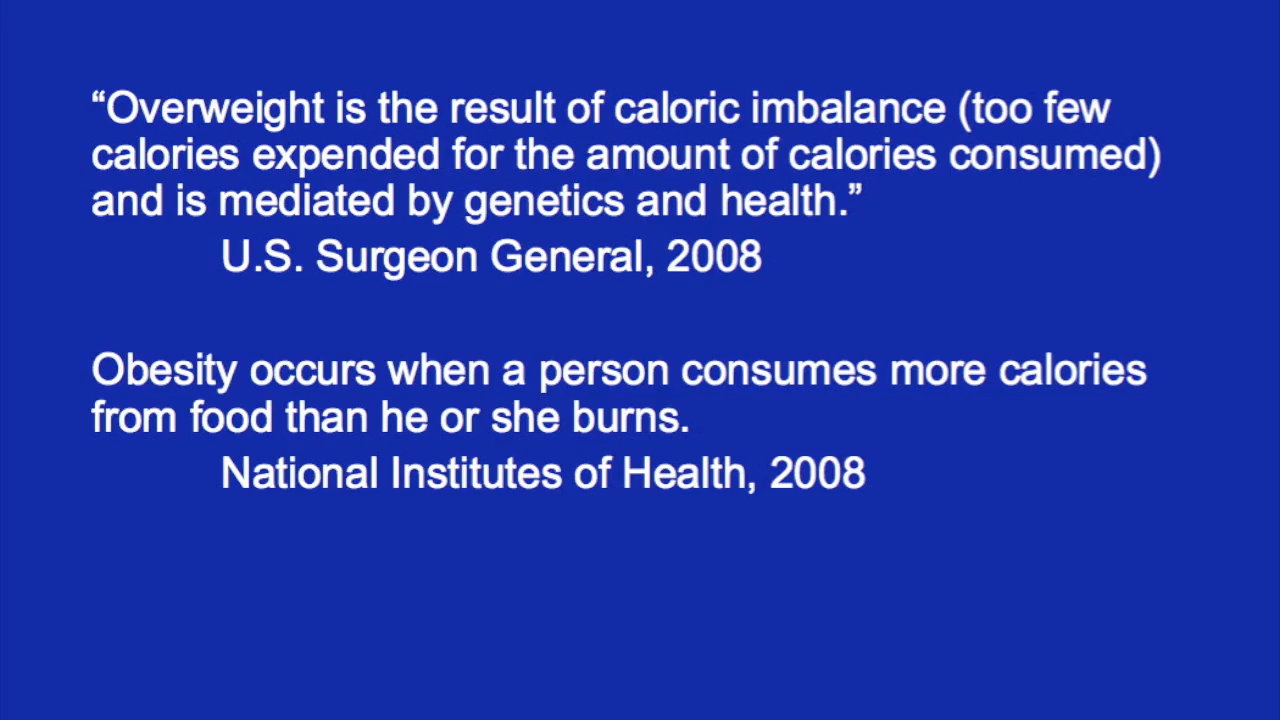 “Overweight is the result of caloric imbalance (too few
calories expended for the amount of calories consumed)
and is mediated by genetics and health.”
U.S. Surgeon General, 2008
Obesity occurs when a person consumes more calories
from food than he or she burns.
National Institutes of Health, 2008